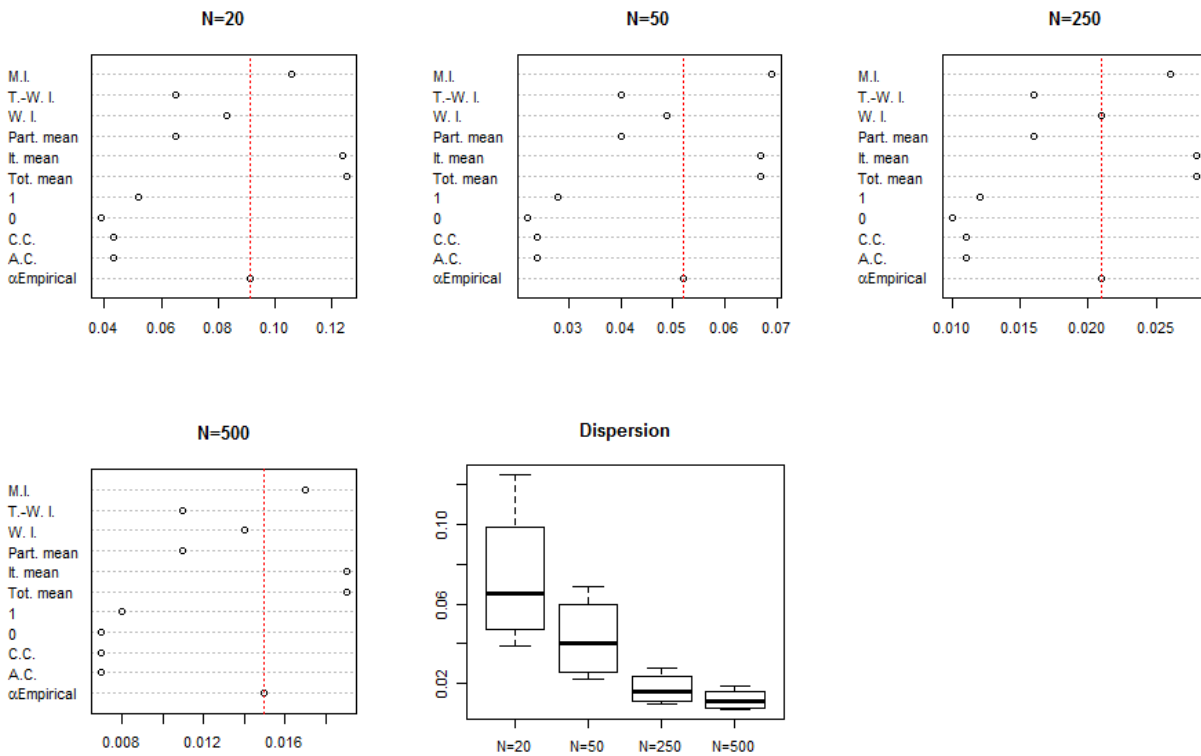 N=20
M.I.
T.-W. I.
W. I.
Part. mean
It. mean
Tot. mean
1
0
C.C.
A.C.
αEmpirical
0.04 0.06 0.08 0.10 0.12
N=50
M.I.
T.-W. I.
W. I.
Part. mean
It. mean
Tot. mean
1
0
C.C.
A.C.
αEmpirical
0.03 0.04 0.05 0.06 0.07
N=250
M.I.
T.-W. I.
W. I.
Part. mean
It. mean
Tot. mean
1
0
C.C.
A.C.
αEmpirical
0.010 0.015 0.020 0.025
N=500
M.I.
T.-W. I.
W. I.
Part. mean
It. mean
Tot. mean
1
0
C.C.
A.C.
αEmpirical
0.008 0.012 0.016
Dispersion
0.10
0.06
0.02
N=20 N=50 N=250 N=500